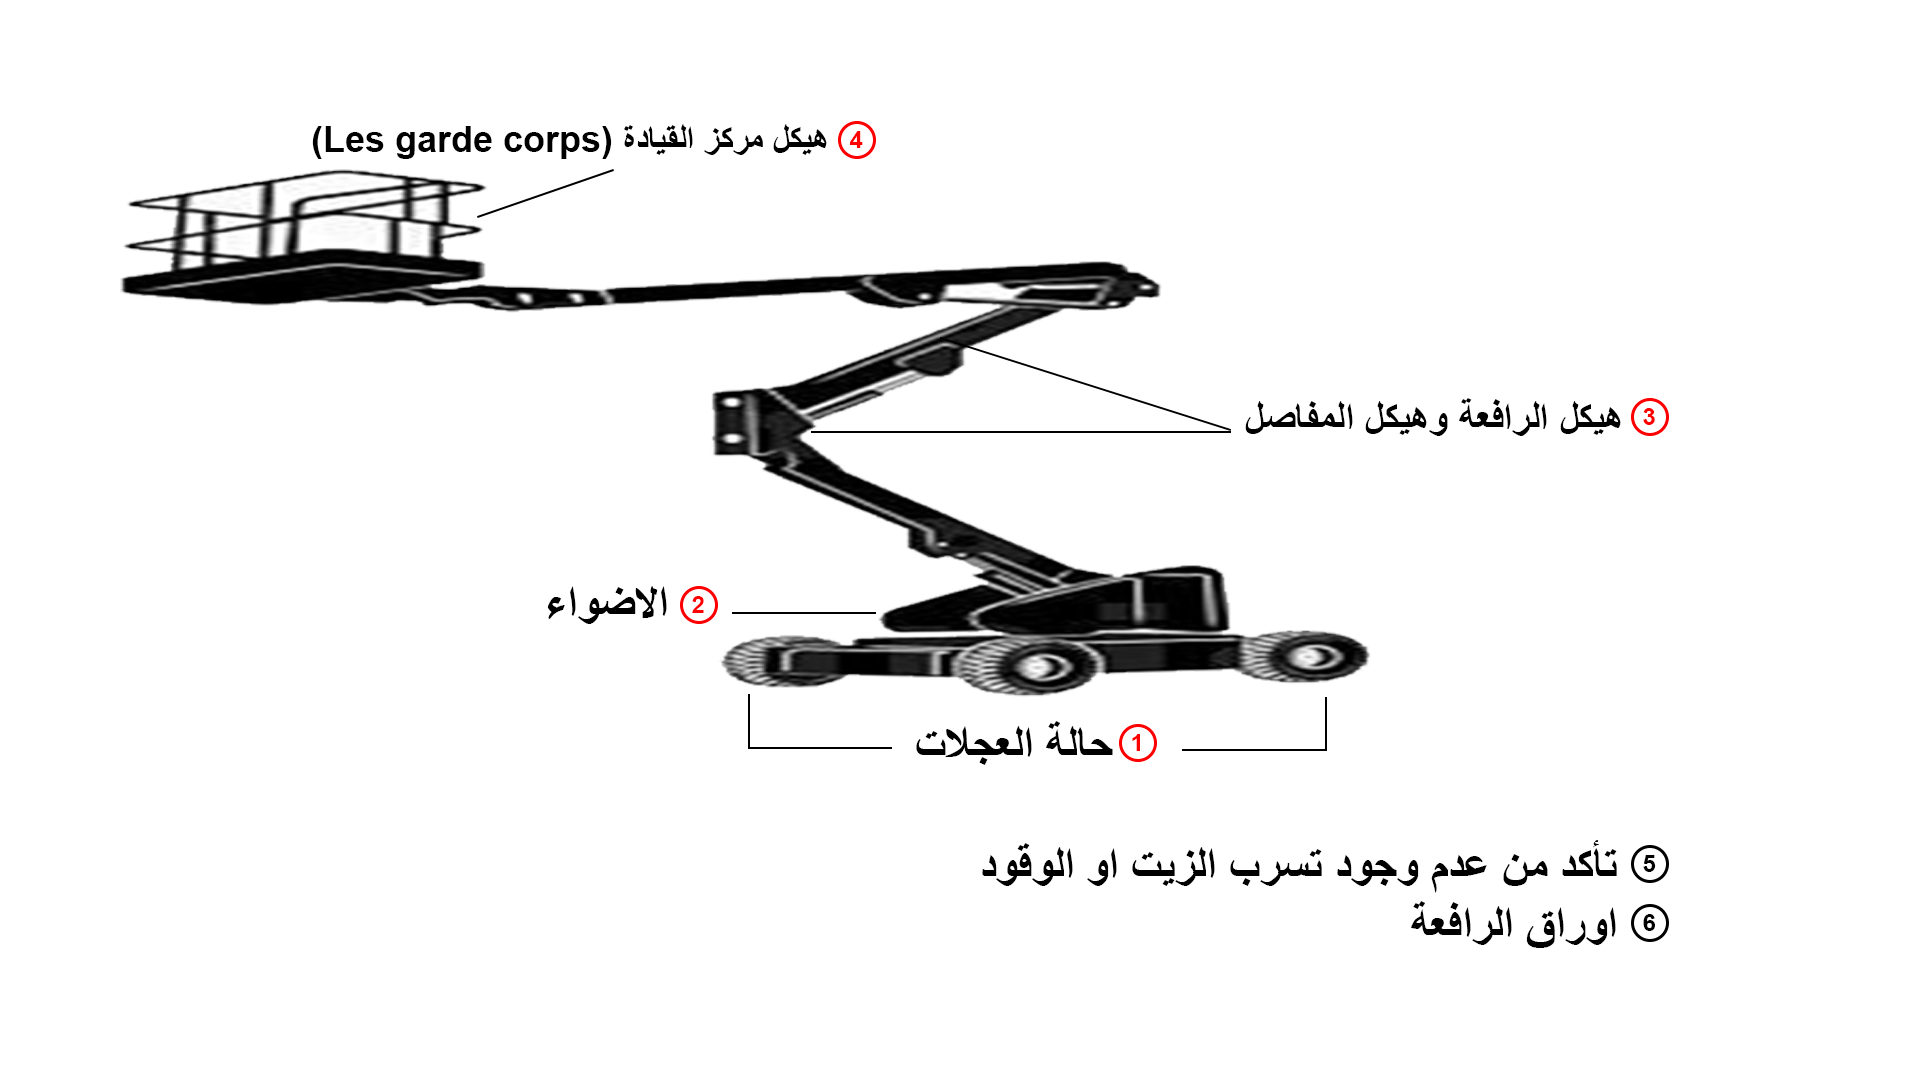 ④ هيكل مركز القيادة (Les garde corps)
③ هيكل الرافعة وهيكل المفاصل
② الاضواء
① حالة العجلات
⑤ تأكد من عدم وجود تسرب الزيت او الوقود
⑥ اوراق الرافعة